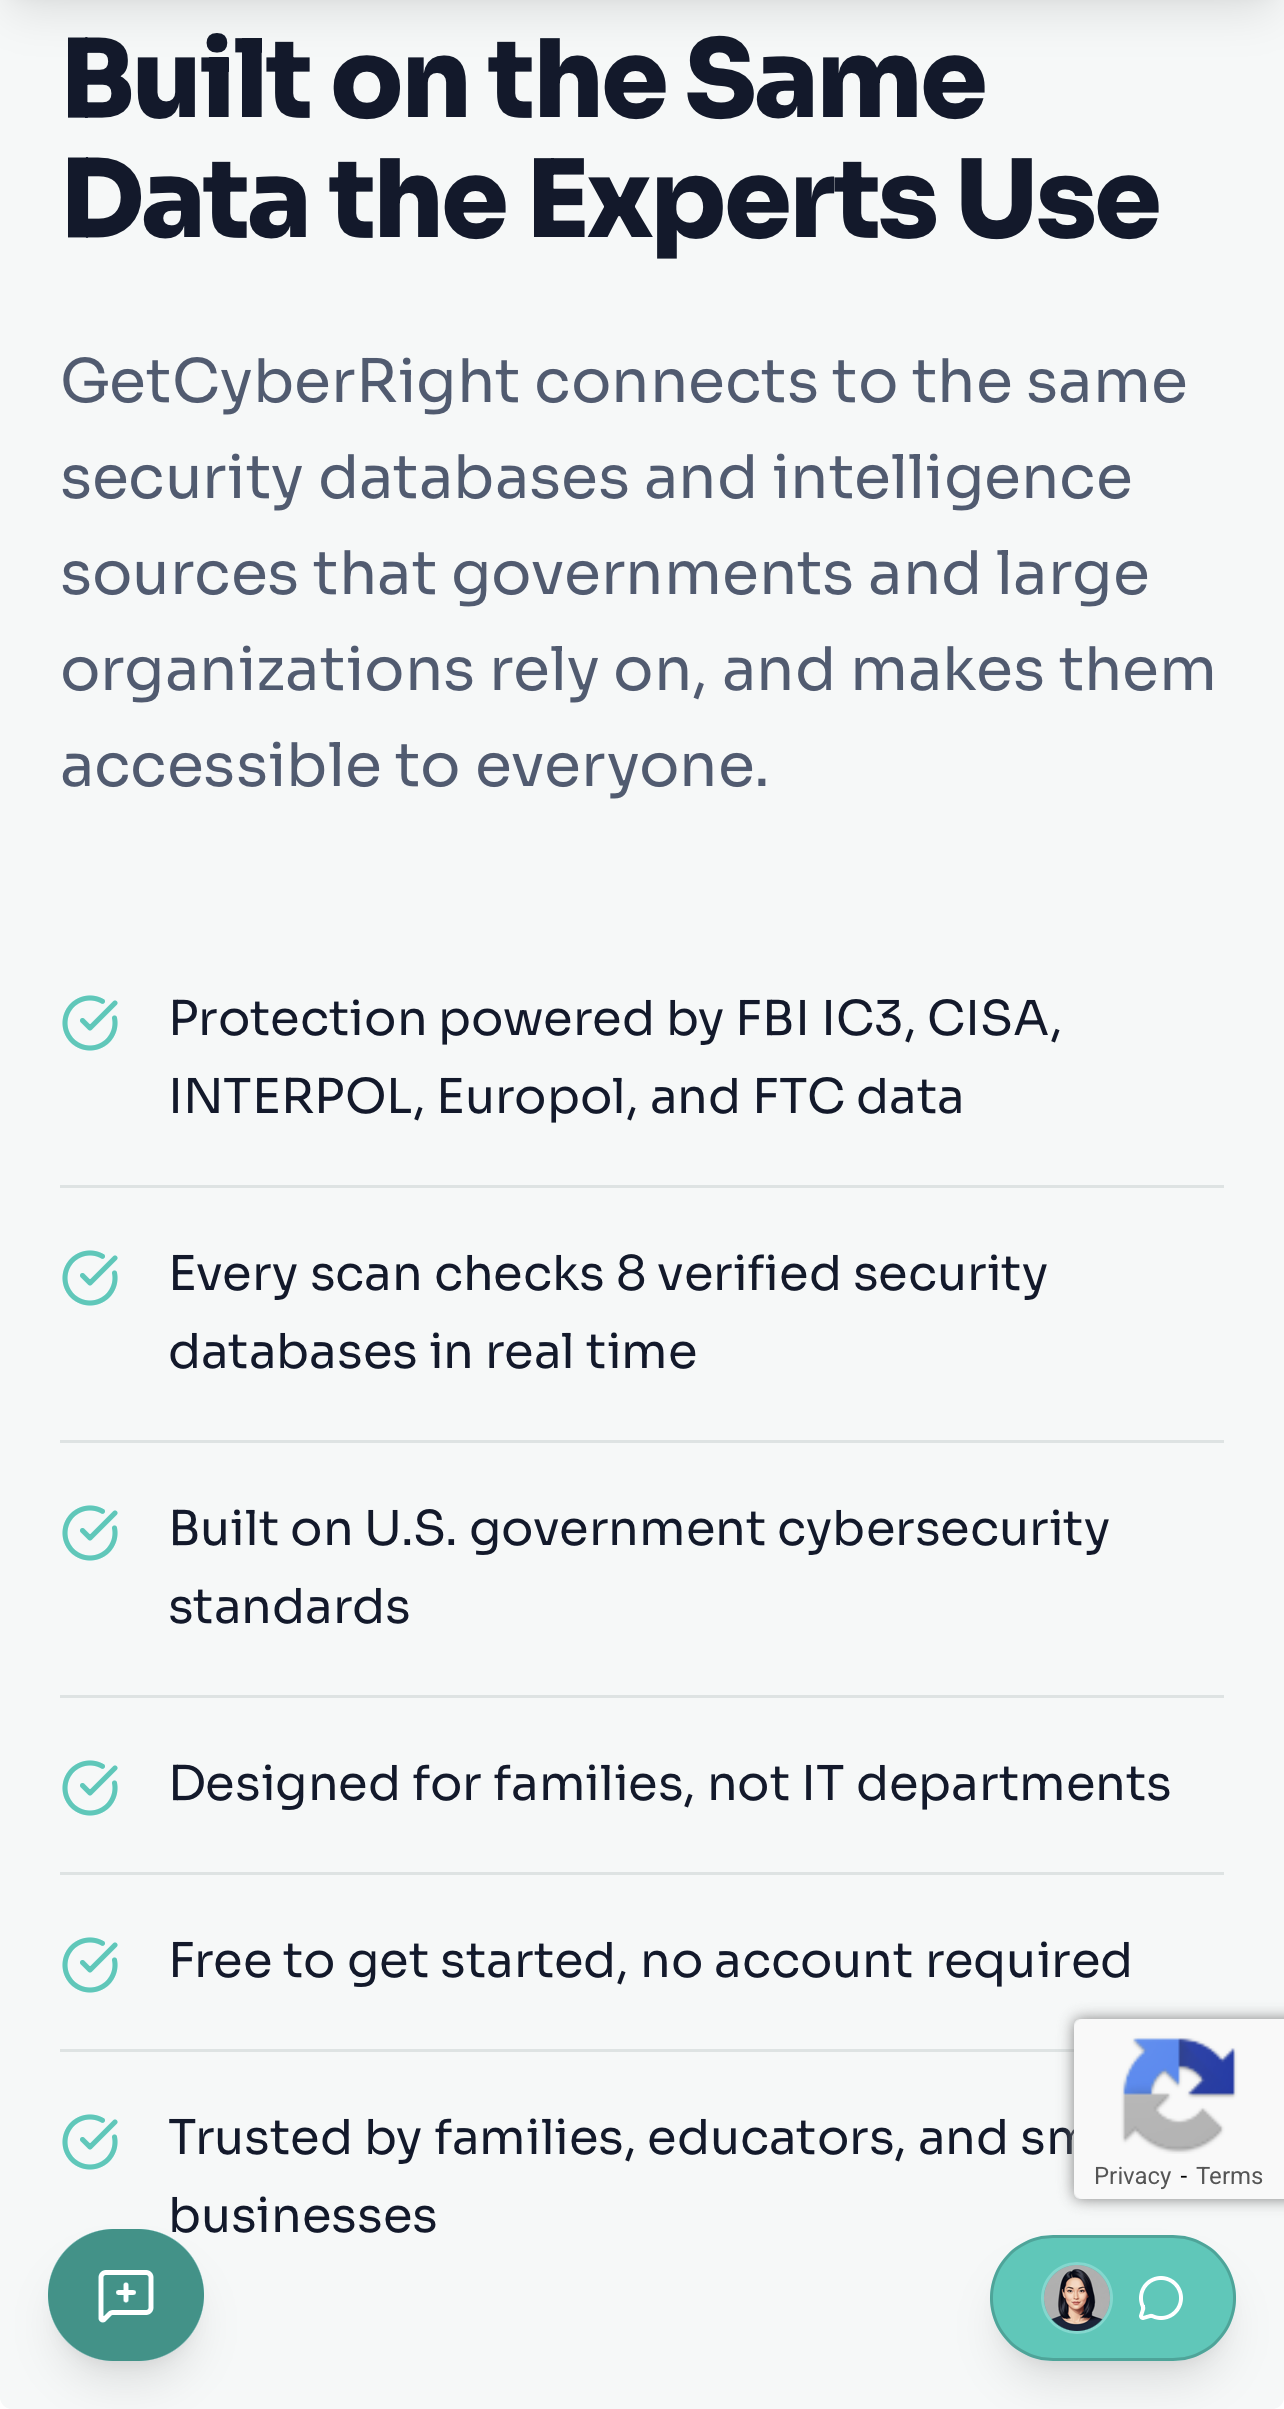 Built on the Same
Data the Experts Use
GetCyberRight connects to the same
security databases and intelligence
sources that governments and large
organizations rely on, and makes them
accessible to everyone.
Protection powered by FBI IC3, CISA,
INTERPOL, Europol, and FTC data
Every scan checks 8 verified security
databases in real time
Built on U.S. government cybersecurity
standards
Designed for families, not IT departments
Free to get started, no account required
Trusted by families, educators, and
businesses
Privacy - Terms